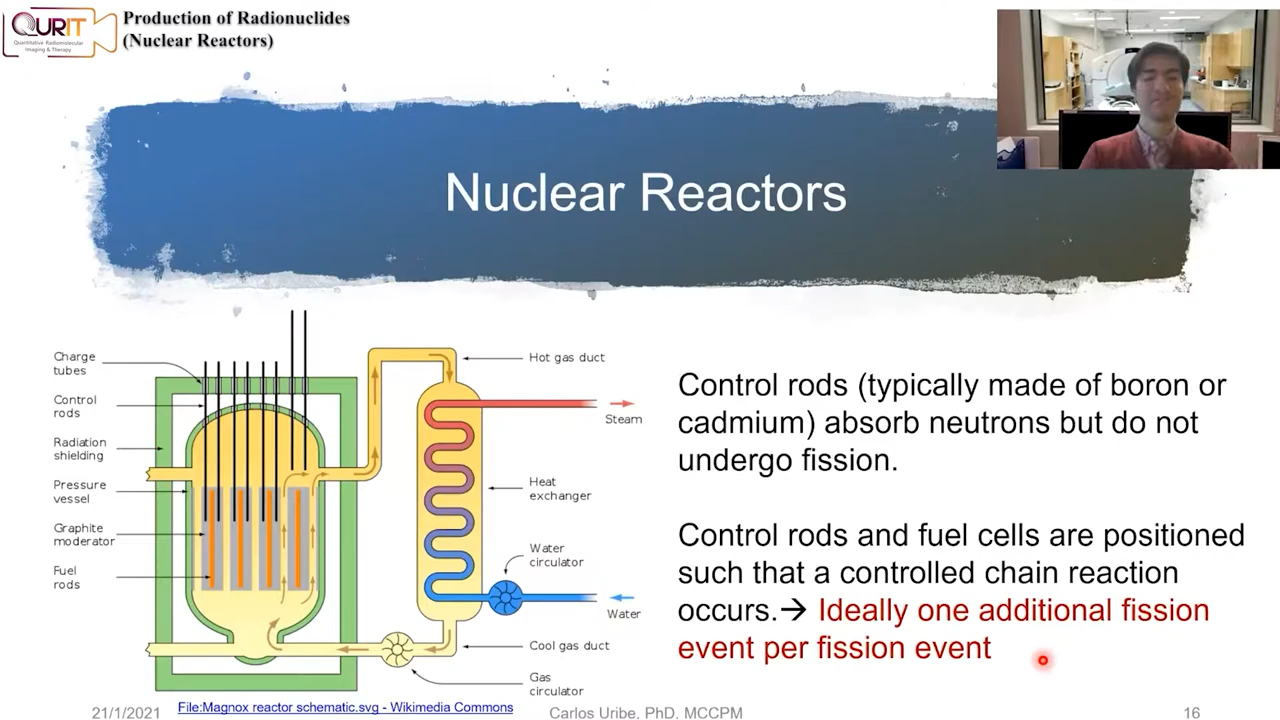 QURIT
Quantitative Radiomolecular
Imaging & Therapy
Production of Radionuclides
(Nuclear Reactors)
Nuclear Reactors
Charge
tubes
Control
rods
Radiation
shielding
Pressure
vessel
Graphite
moderator
Fuel
rods
Hot gas duct
Steam
Heat
exchanger
Water
circulator
Water
Cool gas duct
Gas
circulator
Control rods (typically made of boron or
cadmium) absorb neutrons but do not
undergo fission.
Control rods and fuel cells are positioned
such that a controlled chain reaction
occurs.→ Ideally one additional fission
event per fission event
21/1/2021
File:Magnox reactor schematic.svg - Wikimedia Commons
Carlos Uribe, PhD, MCCPM
16